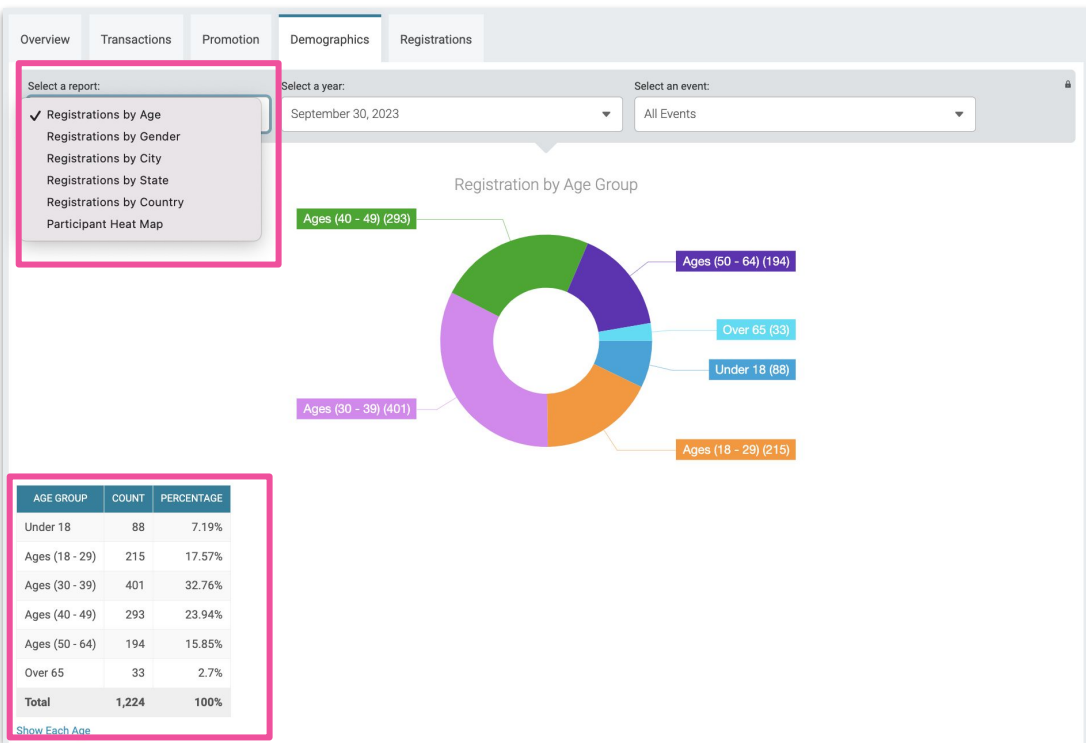 Overview Transactions Promotion Demographics Registrations
Select a report: Select a year: Select an event:
✓ Registrations by Age
Registrations by Gender
Registrations by City
Registrations by State
Registrations by Country
Participant Heat Map
September 30, 2023 All Events
Registration by Age Group
Ages (40 - 49) (293)
Ages (50 - 64) (194)
Over 65 (33)
Under 18 (88)
Ages (30 - 39) (401)
Ages (18 - 29) (215)
AGE GROUP COUNT PERCENTAGE
Under 18 88 7.19%
Ages (18 - 29) 215 17.57%
Ages (30 - 39) 401 32.76%
Ages (40 - 49) 293 23.94%
Ages (50 - 64) 194 15.85%
Over 65 33 2.7%
Total 1,224 100%
Show Each Age